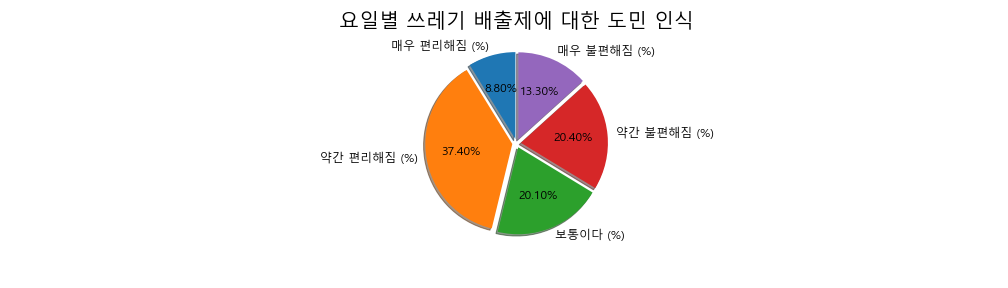 요일별 쓰레기 배출제에 대한 도민 인식
매우 편리해짐 (%)
매우 불편해짐 (%)
8.80%
13.30%
약간 불편해짐 (%)
20.40%
37.40%
약간 편리해짐 (%)
20.10%
보통이다 (%)